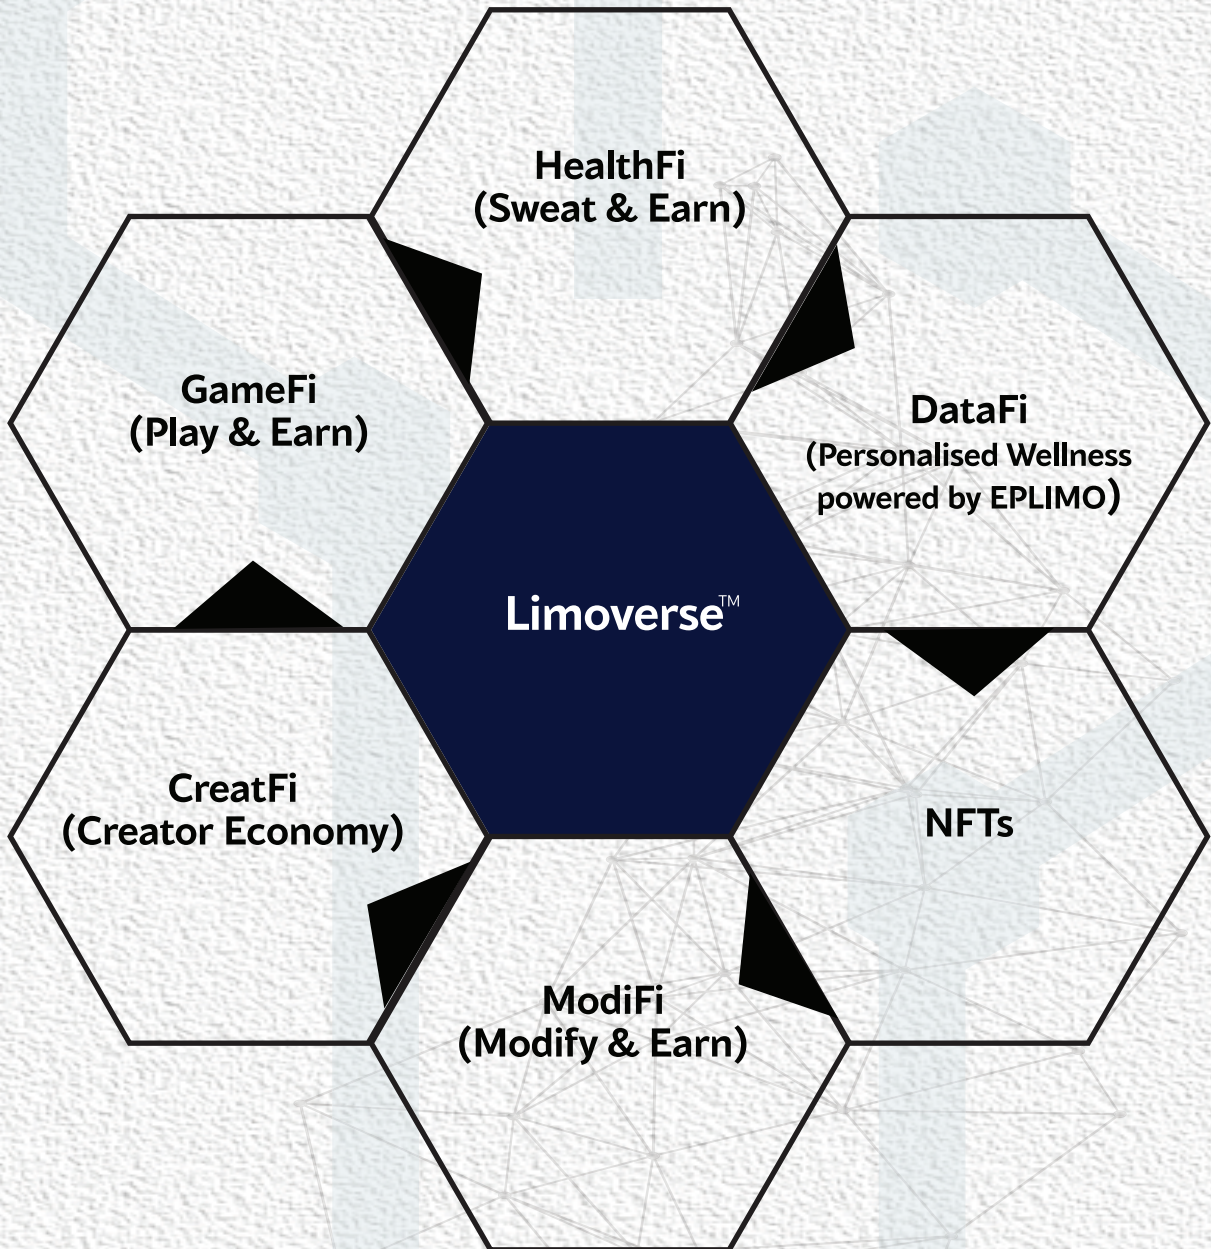 HealthFi
(Sweat & Earn)
GameFi
(Play & Earn)
DataFi
(Personalised Wellness
powered by EPLIMO)
Limoverse™
CreatFi
(Creator Economy)
NFTs
ModiFi
(Modify & Earn)